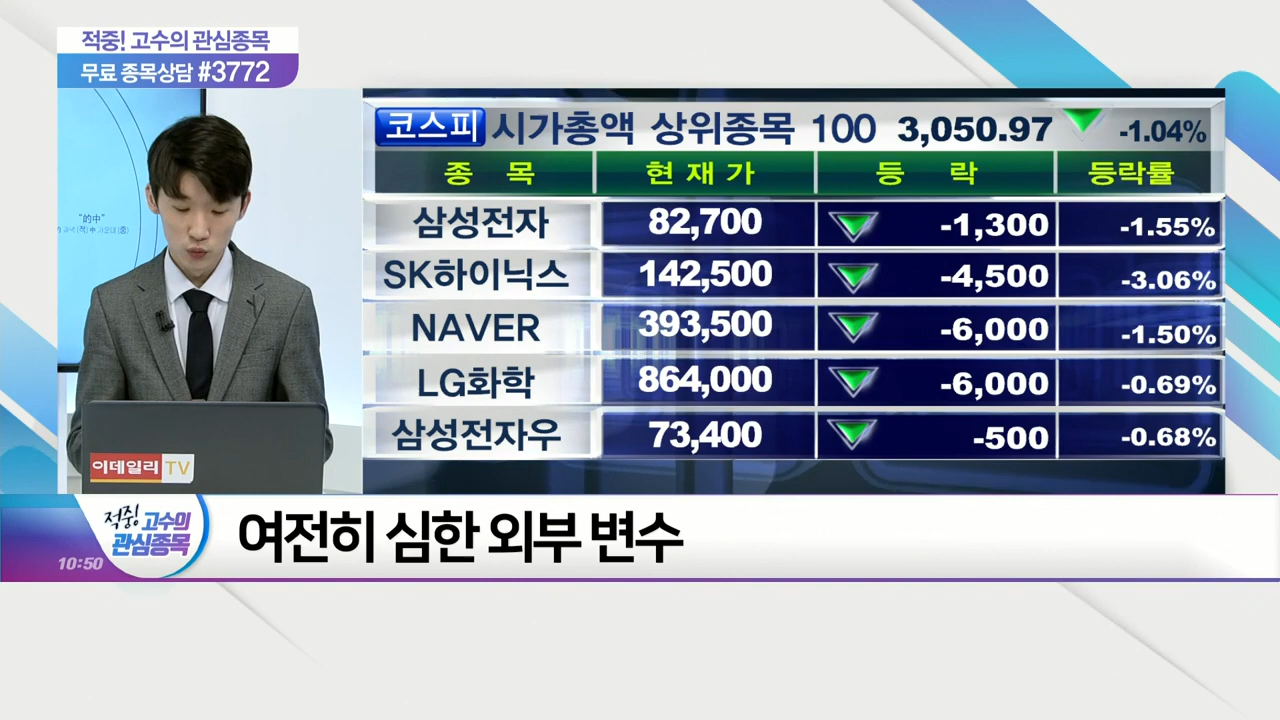 적중! 고수의 관심종목
무료 종목상담 #3772
"的中"
코스피 시가총액 상위종목 100 3,050.97 -1.04%
종 목 현 재 가 등 락 등락률
삼성전자 82,700 -1,300 -1.55%
SK하이닉스 142,500 -4,500 -3.06%
NAVER 393,500 -6,000 -1.50%
LG화학 864,000 -6,000 -0.69%
삼성전자우 73,400 -500 -0.68%
이데일리 TV
적중! 고수의
관심종목
10:50
여전히 심한 외부 변수